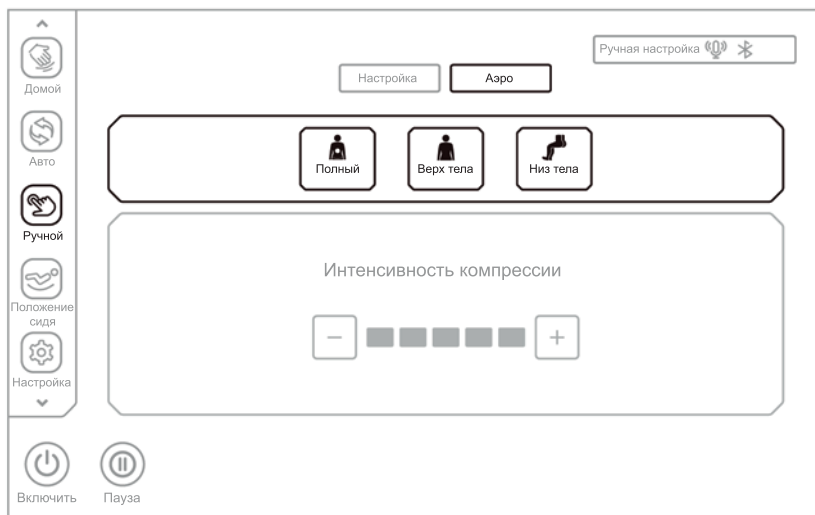 Домой
Авто
Ручной
Положение
сидя
Настройка
Включить
Пауза
Ручная настройка
Настройка
Аэро
Полный
Верх тела
Низ тела
Интенсивность компрессии